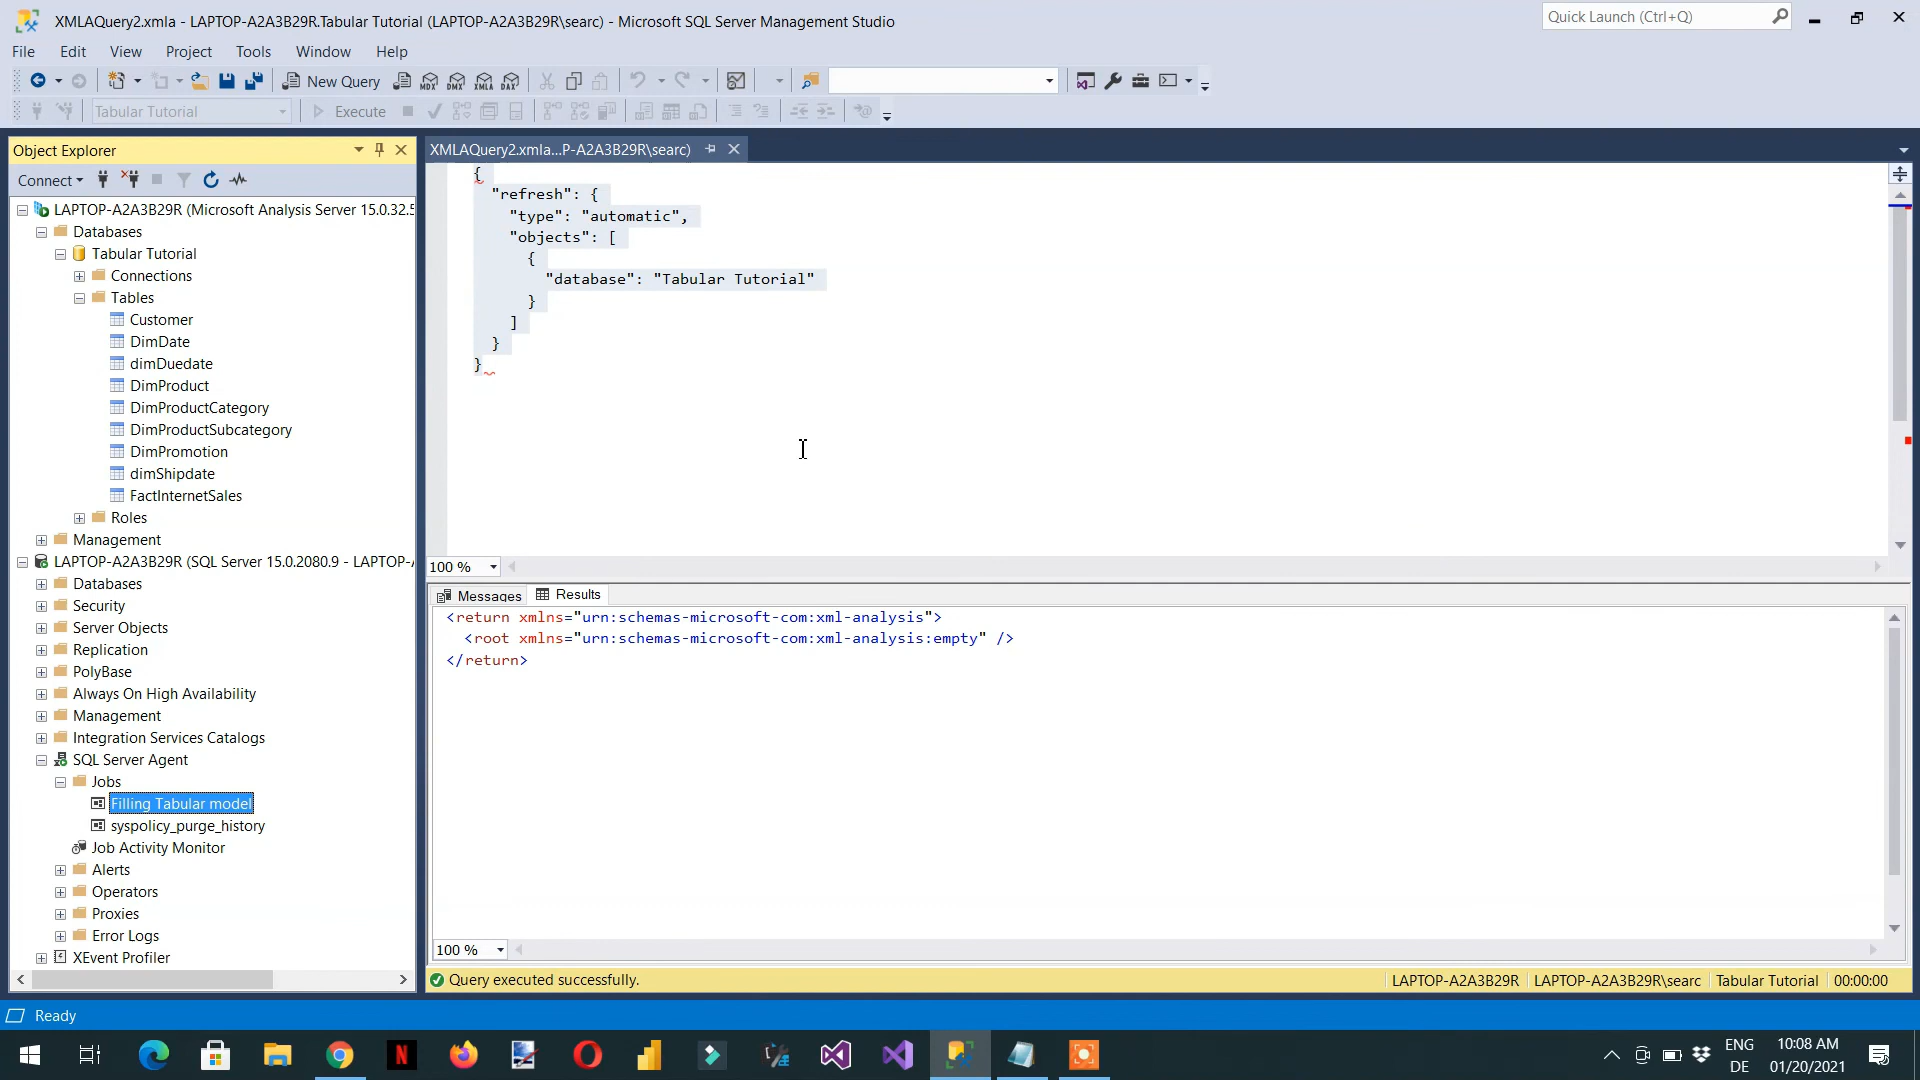 XMLAQuery2.xmla - LAPTOP-A2A3B29R.Tabular Tutorial (LAPTOP-A2A3B29R\searc) - Microsoft SQL Server Management Studio
Quick Launch (Ctrl+Q)
File Edit View Project Tools Window Help
New Query MDX DMX XMLA DAX
Tabular Tutorial Execute
Object Explorer
XMLAQuery2.xmla...P-A2A3B29R\searc)
Connect
LAPTOP-A2A3B29R (Microsoft Analysis Server 15.0.32.5
Databases
Tabular Tutorial
Connections
Tables
Customer
DimDate
dimDuedate
DimProduct
DimProductCategory
DimProductSubcategory
DimPromotion
dimShipdate
FactInternetSales
Roles
Management
LAPTOP-A2A3B29R (SQL Server 15.0.2080.9 - LAPTOP-A
Databases
Security
Server Objects
Replication
PolyBase
Always On High Availability
Management
Integration Services Catalogs
SQL Server Agent
Jobs
Filling Tabular model
syspolicy_purge_history
Job Activity Monitor
Alerts
Operators
Proxies
Error Logs
XEvent Profiler
{
"refresh": {
"type": "automatic",
"objects": [
{
"database": "Tabular Tutorial"
}
]
}
}
100 %
Messages Results
<return xmlns="urn:schemas-microsoft-com:xml-analysis">
<root xmlns="urn:schemas-microsoft-com:xml-analysis:empty" />
</return>
100 %
Query executed successfully. LAPTOP-A2A3B29R LAPTOP-A2A3B29R\searc Tabular Tutorial 00:00:00
Ready
ENG
DE
10:08 AM
01/20/2021